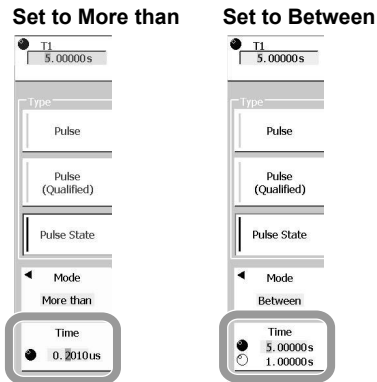 Set to More than
T1
5.00000s
Type
Pulse
Pulse
(Qualified)
Pulse State
Mode
More than
Time
0.2010us
Set to Between
T1
5.00000s
Type
Pulse
Pulse
(Qualified)
Pulse State
Mode
Between
Time
5.00000s
1.00000s